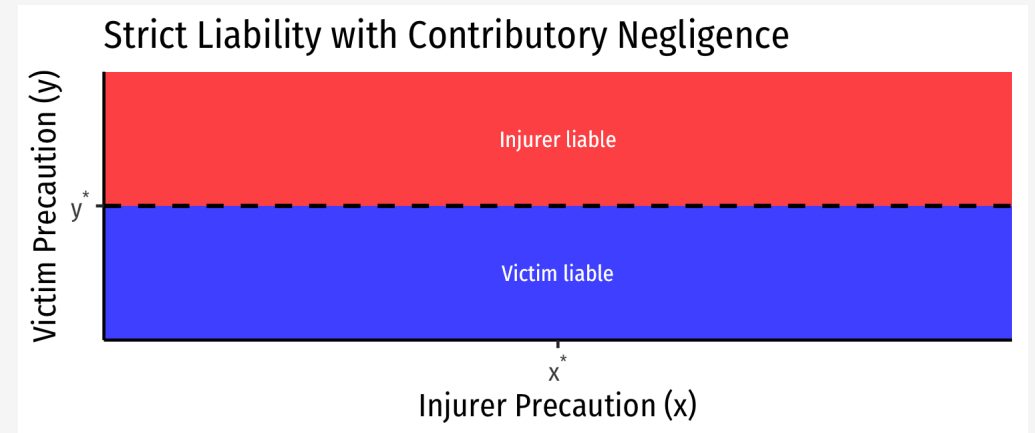 Strict Liability with Contributory Negligence
Victim Precaution (y)
Injurer liable
y*
Victim liable
x*
Injurer Precaution (x)